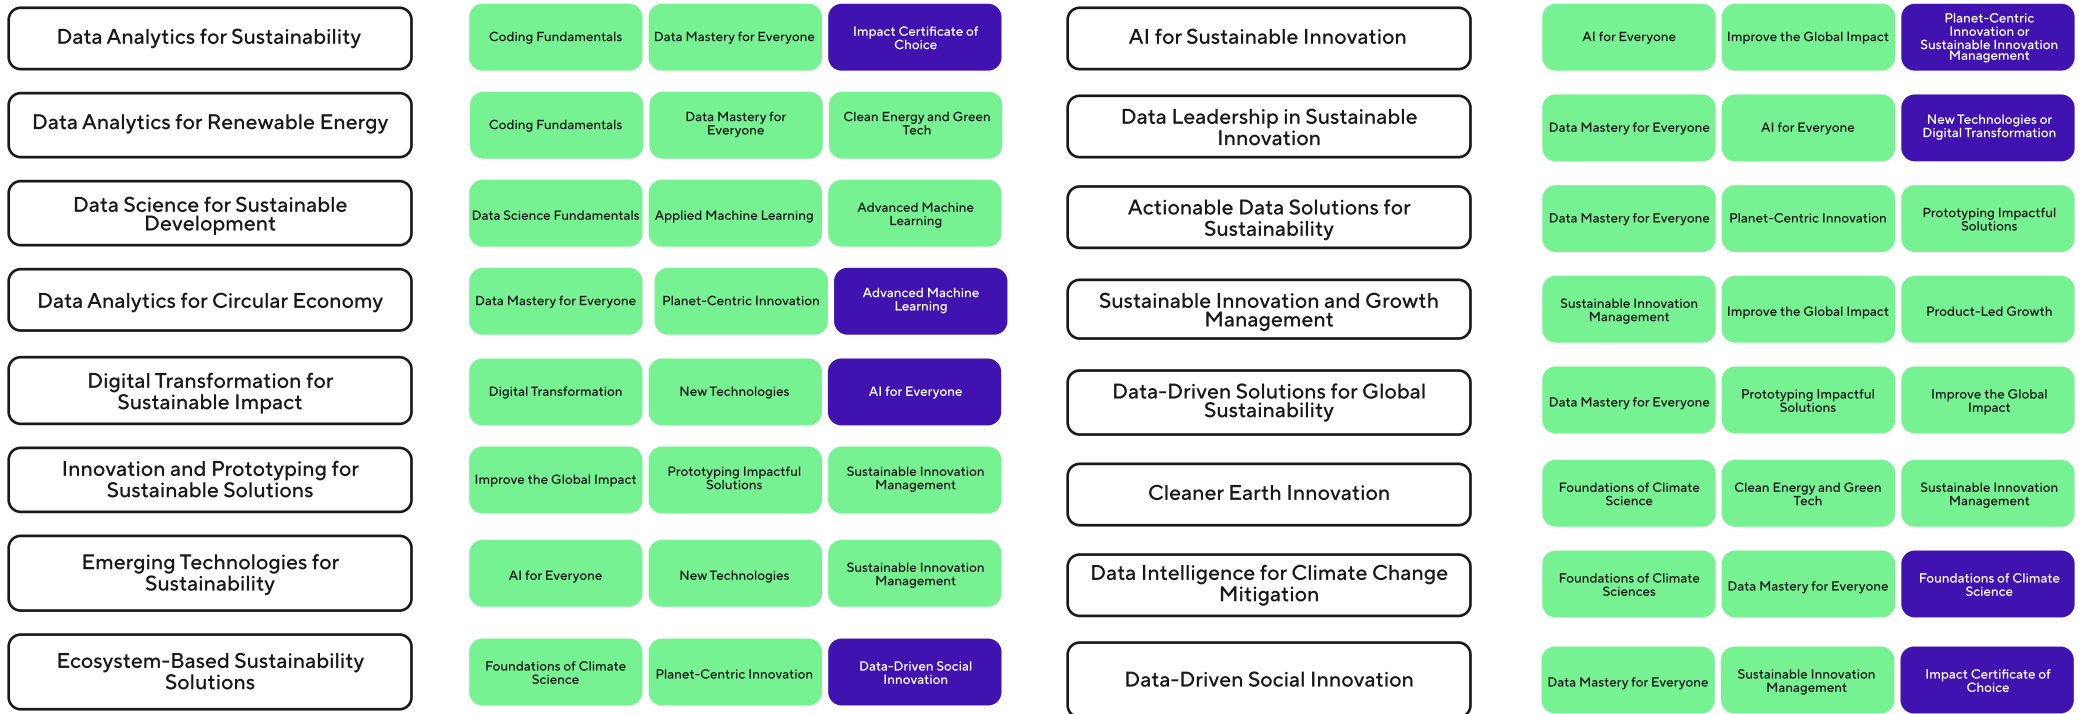 Data Analytics for Sustainability
Coding Fundamentals
Data Mastery for Everyone
Impact Certificate of
Choice
Data Analytics for Renewable Energy
Coding Fundamentals
Data Mastery for
Everyone
Clean Energy and Green
Tech
Data Science for Sustainable
Development
Data Science Fundamentals
Applied Machine Learning
Advanced Machine
Learning
Data Analytics for Circular Economy
Data Mastery for Everyone
Planet-Centric Innovation
Advanced Machine
Learning
Digital Transformation for
Sustainable Impact
Digital Transformation
New Technologies
AI for Everyone
Innovation and Prototyping for
Sustainable Solutions
Improve the Global Impact
Prototyping Impactful
Solutions
Sustainable Innovation
Management
Emerging Technologies for
Sustainability
AI for Everyone
New Technologies
Sustainable Innovation
Management
Ecosystem-Based Sustainability
Solutions
Foundations of Climate
Science
Planet-Centric Innovation
Data-Driven Social
Innovation
AI for Sustainable Innovation
AI for Everyone
Improve the Global Impact
Planet-Centric
Innovation or
Sustainable Innovation
Management
Data Leadership in Sustainable
Innovation
Data Mastery for Everyone
AI for Everyone
New Technologies or
Digital Transformation
Actionable Data Solutions for
Sustainability
Data Mastery for Everyone
Planet-Centric Innovation
Prototyping Impactful
Solutions
Sustainable Innovation and Growth
Management
Sustainable Innovation
Management
Improve the Global Impact
Product-Led Growth
Data-Driven Solutions for Global
Sustainability
Data Mastery for Everyone
Prototyping Impactful
Solutions
Improve the Global
Impact
Cleaner Earth Innovation
Foundations of Climate
Science
Clean Energy and Green
Tech
Sustainable Innovation
Management
Data Intelligence for Climate Change
Mitigation
Foundations of Climate
Sciences
Data Mastery for Everyone
Foundations of Climate
Science
Data-Driven Social Innovation
Data Mastery for Everyone
Sustainable Innovation
Management
Impact Certificate of
Choice